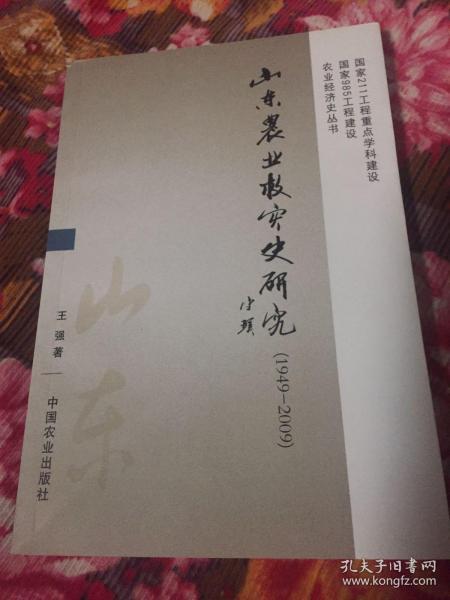 国家211工程重点学科建设
国家985工程建设
农业经济史丛书
山东農业救灾史研究
(1949-2009)
山东
王 强 著
中国农业出版社
孔夫子旧书网
www.kongfz.com